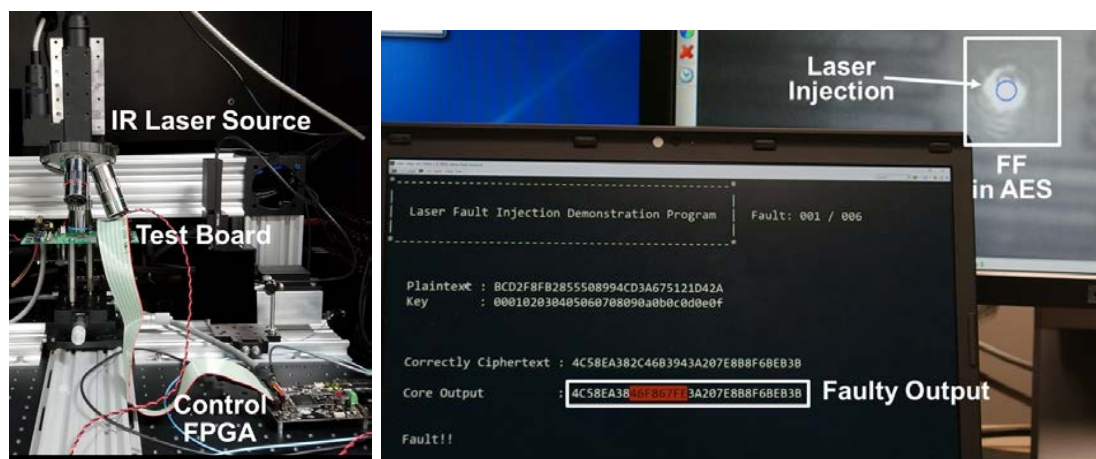 IR Laser Source
Test Board
Control
FPGA
Laser
Injection
FF
in AES
Laser Fault Injection Demonstration Program
Fault: 001 / 006
Plaintext : BCD2F8FB2855508994CD3A675121D42A
Key : 000102030405060708090a0b0c0d0e0f
Correctly Ciphertext : 4C58EA382C46B3943A207E8B8F6BEB3B
Core Output : 4C58EA3846F867FE3A207E8B8F6BEB3B
Faulty Output
Fault!!